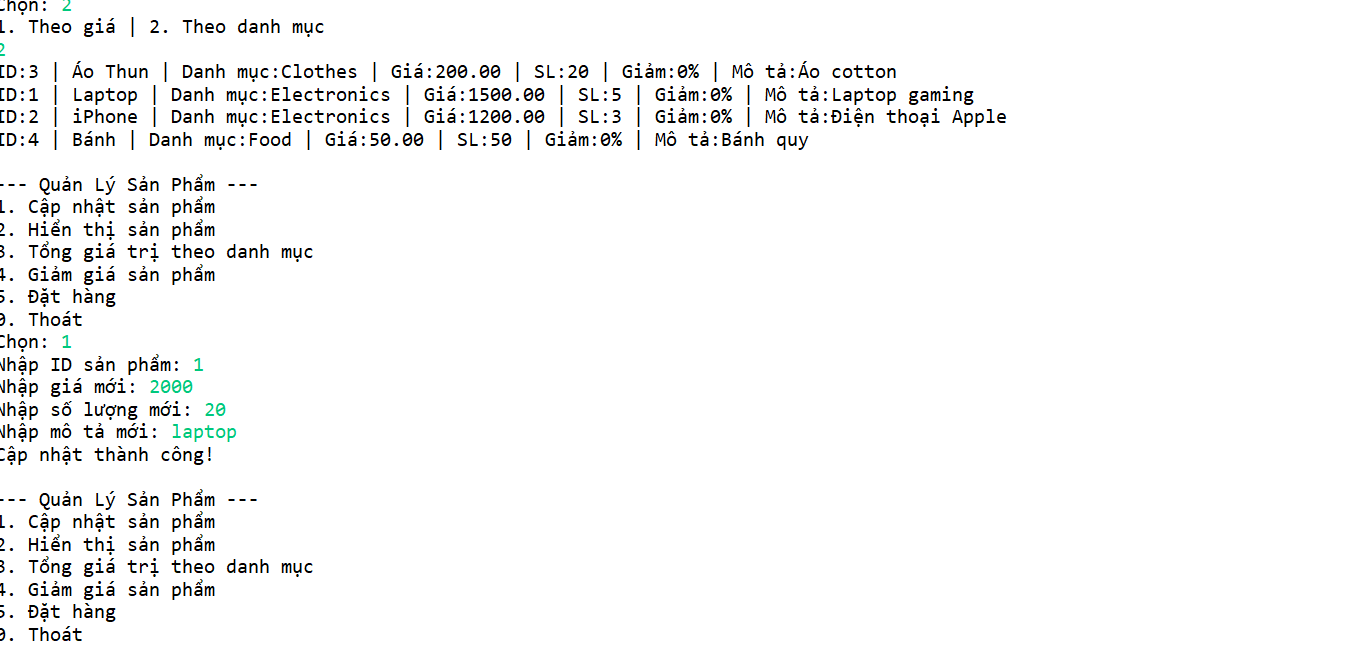 Chọn: 2
1. Theo giá | 2. Theo danh mục
2
ID:3 | Áo Thun | Danh mục:Clothes | Giá:200.00 | SL:20 | Giảm:0% | Mô tả:Áo cotton
ID:1 | Laptop | Danh mục:Electronics | Giá:1500.00 | SL:5 | Giảm:0% | Mô tả:Laptop gaming
ID:2 | iPhone | Danh mục:Electronics | Giá:1200.00 | SL:3 | Giảm:0% | Mô tả:Điện thoại Apple
ID:4 | Bánh | Danh mục:Food | Giá:50.00 | SL:50 | Giảm:0% | Mô tả:Bánh quy
--- Quản Lý Sản Phẩm ---
1. Cập nhật sản phẩm
2. Hiển thị sản phẩm
3. Tổng giá trị theo danh mục
4. Giảm giá sản phẩm
5. Đặt hàng
0. Thoát
Chọn: 1
Nhập ID sản phẩm: 1
Nhập giá mới: 2000
Nhập số lượng mới: 20
Nhập mô tả mới: laptop
Cập nhật thành công!
--- Quản Lý Sản Phẩm ---
1. Cập nhật sản phẩm
2. Hiển thị sản phẩm
3. Tổng giá trị theo danh mục
4. Giảm giá sản phẩm
5. Đặt hàng
0. Thoát